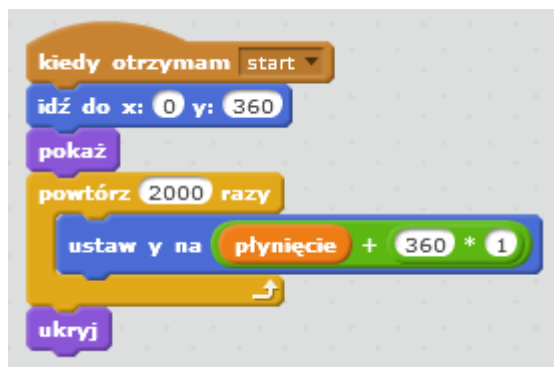 kiedy otrzymam start
idź do x: 0 y: 360
pokaż
powtórz 2000 razy
ustaw y na płynięcie + 360 * 1
ukryj